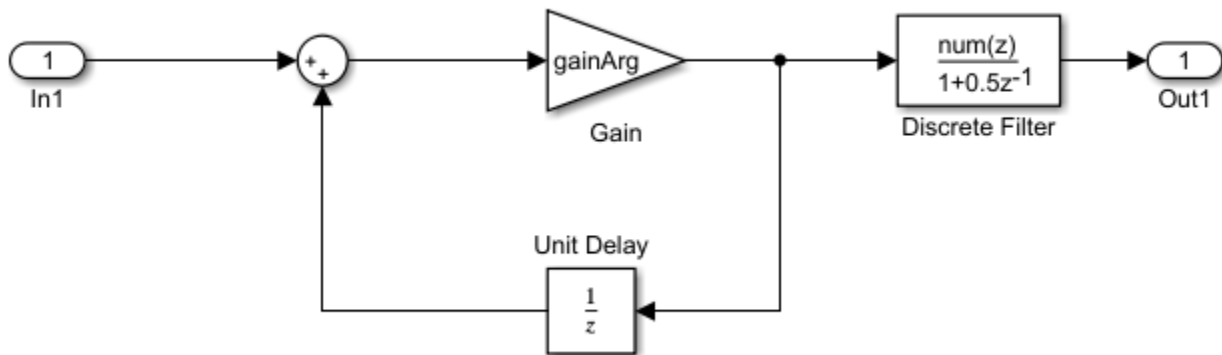 1
In1
+
+
gainArg
Gain
num(z)
1+0.5z⁻¹
Discrete Filter
1
Out1
Unit Delay
1
z